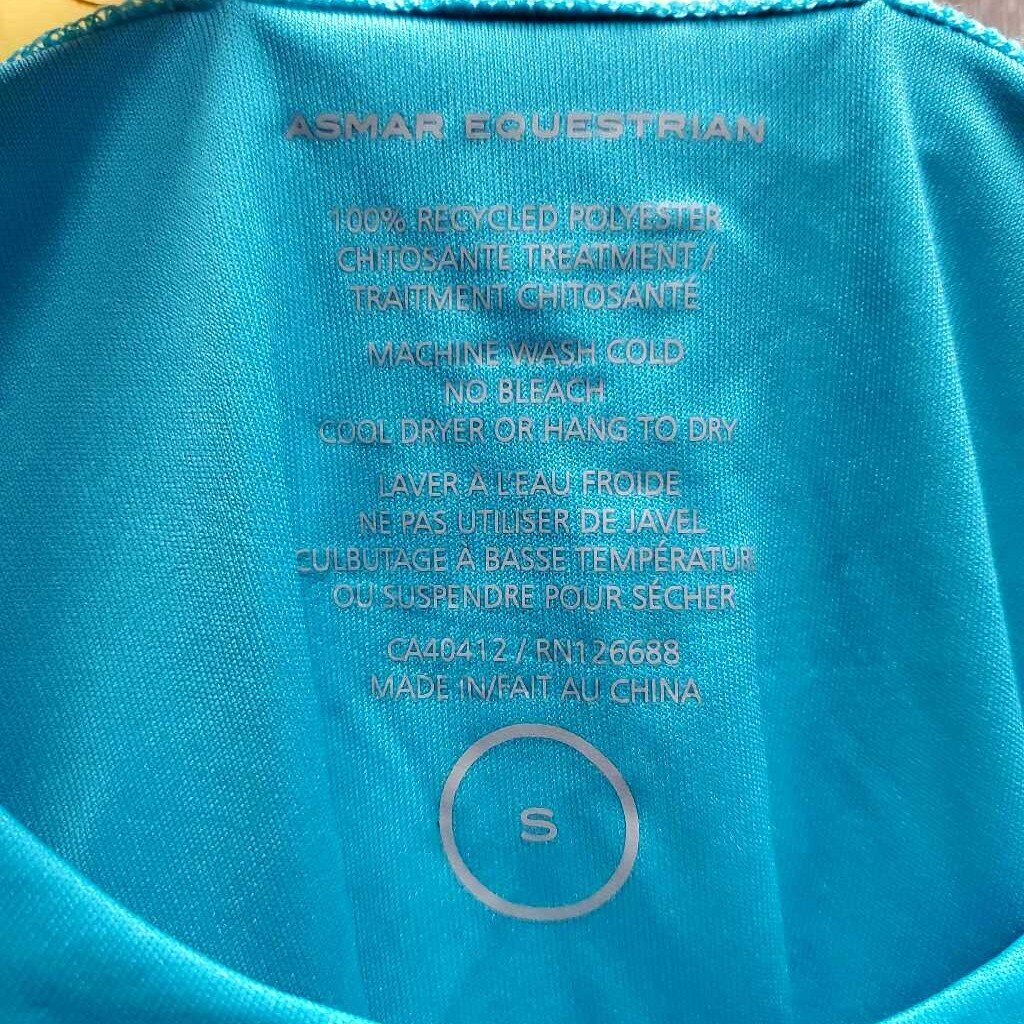 ASMAR EQUESTRIAN
100% RECYCLED POLYESTER
CHITOSANTE TREATMENT /
TRAITMENT CHITOSANTÉ
MACHINE WASH COLD
NO BLEACH
COOL DRYER OR HANG TO DRY
LAVER À L'EAU FROIDE
NE PAS UTILISER DE JAVEL
CULBUTAGE À BASSE TEMPÉRATUR
OU SUSPENDRE POUR SÉCHER
CA40412 / RN126688
MADE IN/FAIT AU CHINA
S